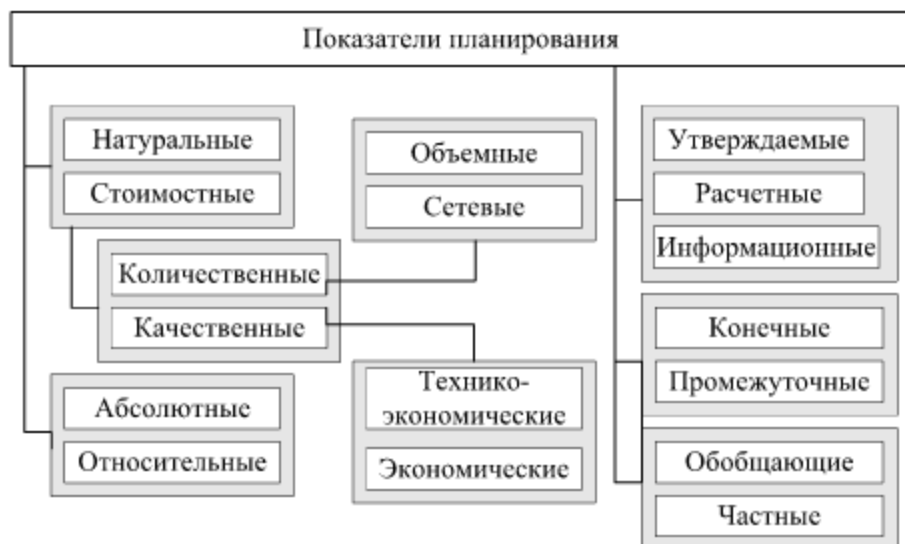 Показатели планирования
Натуральные
Стоимостные
Количественные
Качественные
Абсолютные
Относительные
Объемные
Сетевые
Технико-
экономические
Экономические
Утверждаемые
Расчетные
Информационные
Конечные
Промежуточные
Обобщающие
Частные